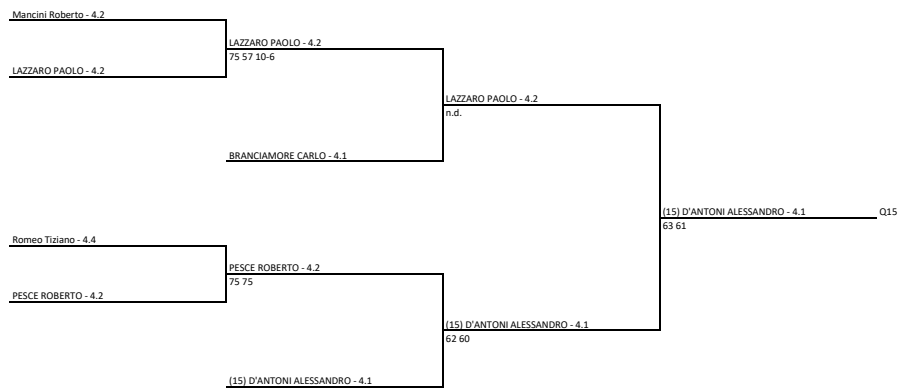 Mancini Roberto - 4.2
LAZZARO PAOLO - 4.2
75 57 10-6
LAZZARO PAOLO - 4.2
LAZZARO PAOLO - 4.2
n.d.
BRANCIAMORE CARLO - 4.1
(15) D'ANTONI ALESSANDRO - 4.1 Q15
63 61
Romeo Tiziano - 4.4
PESCE ROBERTO - 4.2
75 75
PESCE ROBERTO - 4.2
(15) D'ANTONI ALESSANDRO - 4.1
62 60
(15) D'ANTONI ALESSANDRO - 4.1